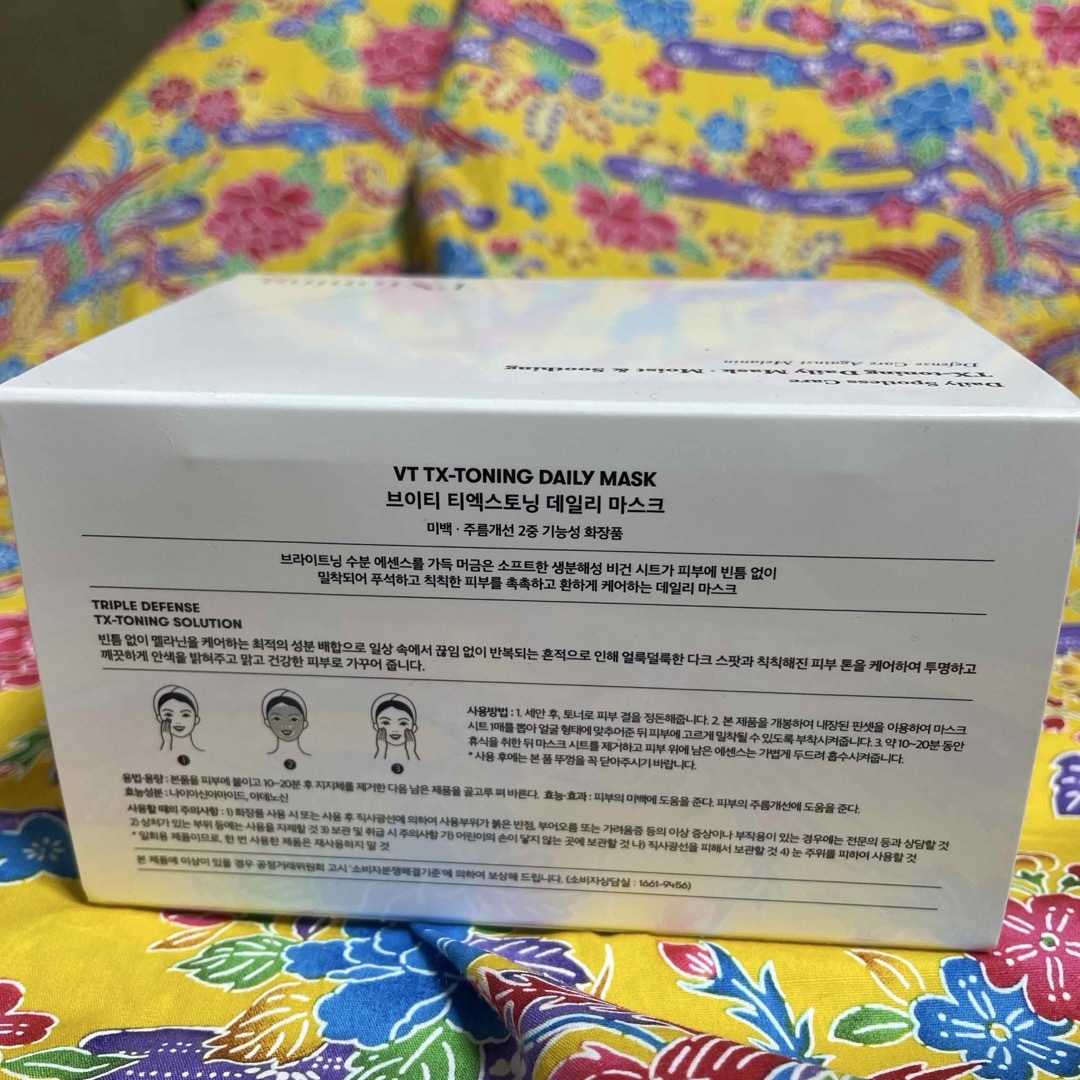 Defense Care Against Melanin
TX-toning Daily Mask · Moist & Soothing
Daily Spotless Care
VT TX-TONING DAILY MASK
브이티 티엑스토닝 데일리 마스크
미백 · 주름개선 2중 기능성 화장품
브라이트닝 수분 에센스를 가득 머금은 소프트한 생분해성 비건 시트가 피부에 빈틈 없이
밀착되어 푸석하고 칙칙한 피부를 촉촉하고 환하게 케어하는 데일리 마스크
TRIPLE DEFENSE
TX-TONING SOLUTION
빈틈 없이 멜라닌을 케어하는 최적의 성분 배합으로 일상 속에서 끊임 없이 반복되는 흔적으로 인해 얼룩덜룩한 다크 스팟과 칙칙해진 피부 톤을 케어하여 투명하고
깨끗하게 안색을 밝혀주고 맑고 건강한 피부로 가꾸어 줍니다.
1 2 3
사용방법 : 1. 세안 후, 토너로 피부 결을 정돈해줍니다. 2. 본 제품을 개봉하여 내장된 핀셋을 이용하여 마스크
시트 1매를 뽑아 얼굴 형태에 맞추어준 뒤 피부에 고르게 밀착될 수 있도록 부착시켜줍니다. 3. 약 10~20분 동안
휴식을 취한 뒤 마스크 시트를 제거하고 피부 위에 남은 에센스는 가볍게 두드려 흡수시켜줍니다.
* 사용 후에는 본 품 뚜껑을 꼭 닫아주시기 바랍니다.
용법·용량 : 본품을 피부에 붙이고 10~20분 후 지지체를 제거한 다음 남은 제품을 골고루 펴 바른다. 효능·효과 : 피부의 미백에 도움을 준다. 피부의 주름개선에 도움을 준다.
효능성분 : 나이아신아마이드, 아데노신
사용할 때의 주의사항 : 1) 화장품 사용 시 또는 사용 후 직사광선에 의하여 사용부위가 붉은 반점, 부어오름 또는 가려움증 등의 이상 증상이나 부작용이 있는 경우에는 전문의 등과 상담할 것
2) 상처가 있는 부위 등에는 사용을 자제할 것 3) 보관 및 취급 시 주의사항 가) 어린이의 손이 닿지 않는 곳에 보관할 것 나) 직사광선을 피해서 보관할 것 4) 눈 주위를 피하여 사용할 것
* 일회용 제품이므로, 한 번 사용한 제품은 재사용하지 말 것
본 제품에 이상이 있을 경우 공정거래위원회 고시 '소비자분쟁해결기준'에 의하여 보상해 드립니다. (소비자상담실 : 1661-9456)